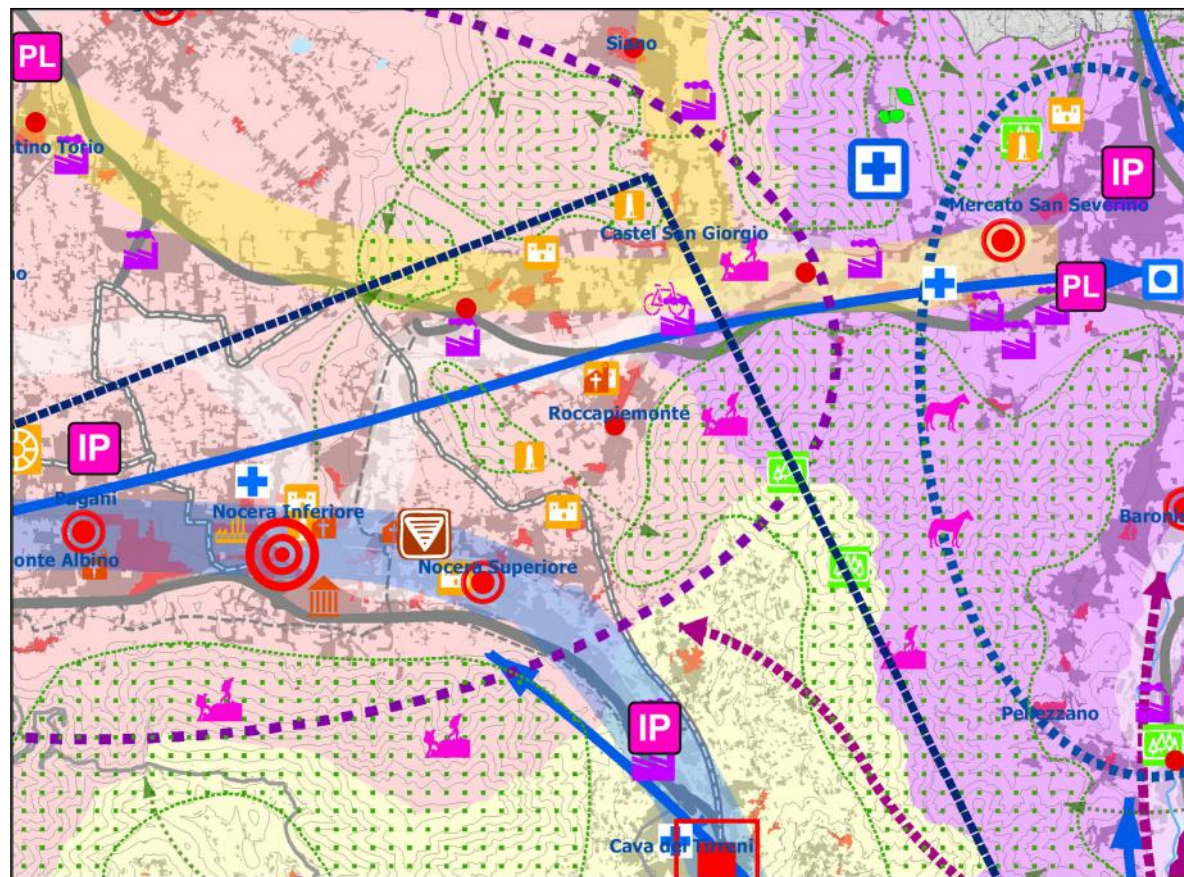 Siano
PL
tino Torio
IP
Mercato San Severino
Castel San Giorgio
PL
Roccapiemonte
IP
Pagani
Nocera Inferiore
Baroni
onte Albino
Nocera Superiore
IP
Pellezzano
Cava de' Tirreni